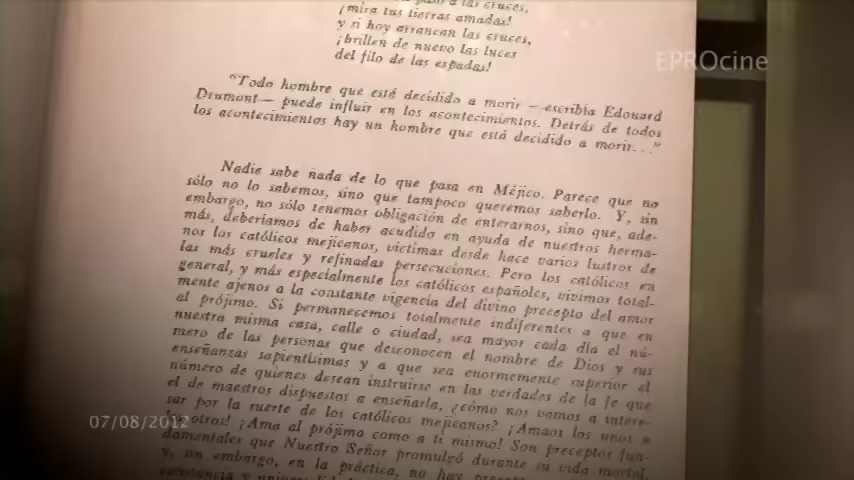 a las cruces,
¡mira tus tierras amadas!
y si hoy arrancan las cruces,
¡brillen de nuevo las luces
del filo de las espadas!
EPROcine
"Todo hombre que está decidido a morir — escribía Edouard
Drumont— puede influir en los acontecimientos. Detrás de todos
los acontecimientos hay un hombre que está decidido a morir..."
Nadie sabe nada de lo que pasa en Méjico. Parece que no
sólo no lo sabemos, sino que tampoco queremos saberlo. Y, sin
embargo, no sólo tenemos obligación de enterarnos, sino que, ade-
más, deberíamos de haber acudido en ayuda de nuestros herma-
nos los católicos mejicanos, víctimas desde hace varios lustros de
las más crueles y refinadas persecuciones. Pero los católicos en
general, y más especialmente los católicos españoles, vivimos total-
mente ajenos a la constante vigencia del divino precepto del amor
al prójimo. Si permanecemos totalmente indiferentes a que en
nuestra misma casa, calle o ciudad, sea mayor cada día el nú-
mero de las personas que desconocen el nombre de Dios y sus
enseñanzas sapientísimas y a que sea enormemente superior el
número de quienes desean instruirse en las verdades de la fe que
el de maestros dispuestos a enseñarla, ¿cómo nos vamos a intere-
sar por la suerte de los católicos mejicanos? ¡Amaos los unos a
los otros! ¡Ama al prójimo como a ti mismo! Son preceptos fun-
damentales que Nuestro Señor promulgó durante su vida mortal,
y, sin embargo, en la práctica, no hay
constancia y
07/08/2012